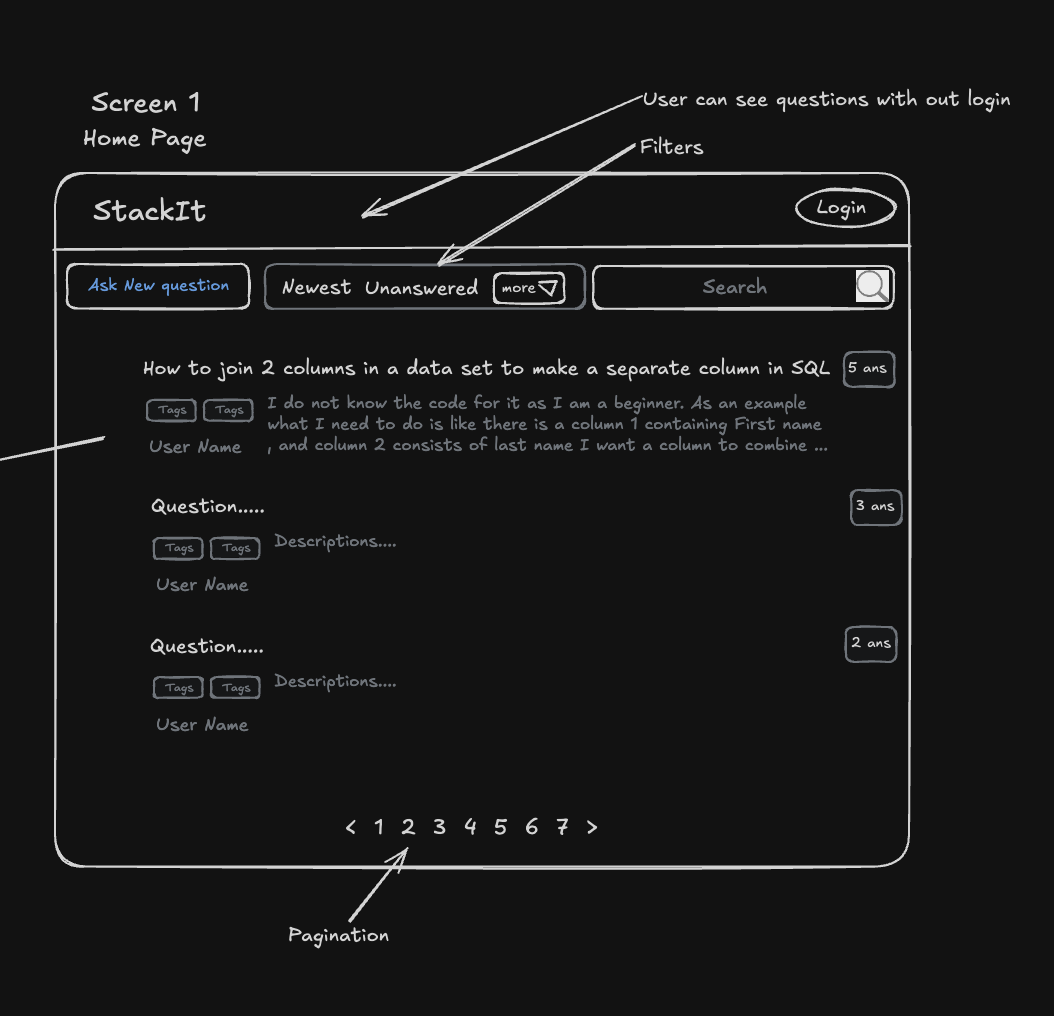 Screen 1
Home Page
User can see questions with out login
Filters
StackIt
Login
Ask New question
Newest Unanswered more
Search
How to join 2 columns in a data set to make a separate column in SQL
5 ans
Tags Tags
User Name
I do not know the code for it as I am a beginner. As an example
what I need to do is like there is a column 1 containing First name
, and column 2 consists of last name I want a column to combine ...
Question.....
3 ans
Tags Tags
Descriptions....
User Name
Question.....
2 ans
Tags Tags
Descriptions....
User Name
< 1 2 3 4 5 6 7 >
Pagination